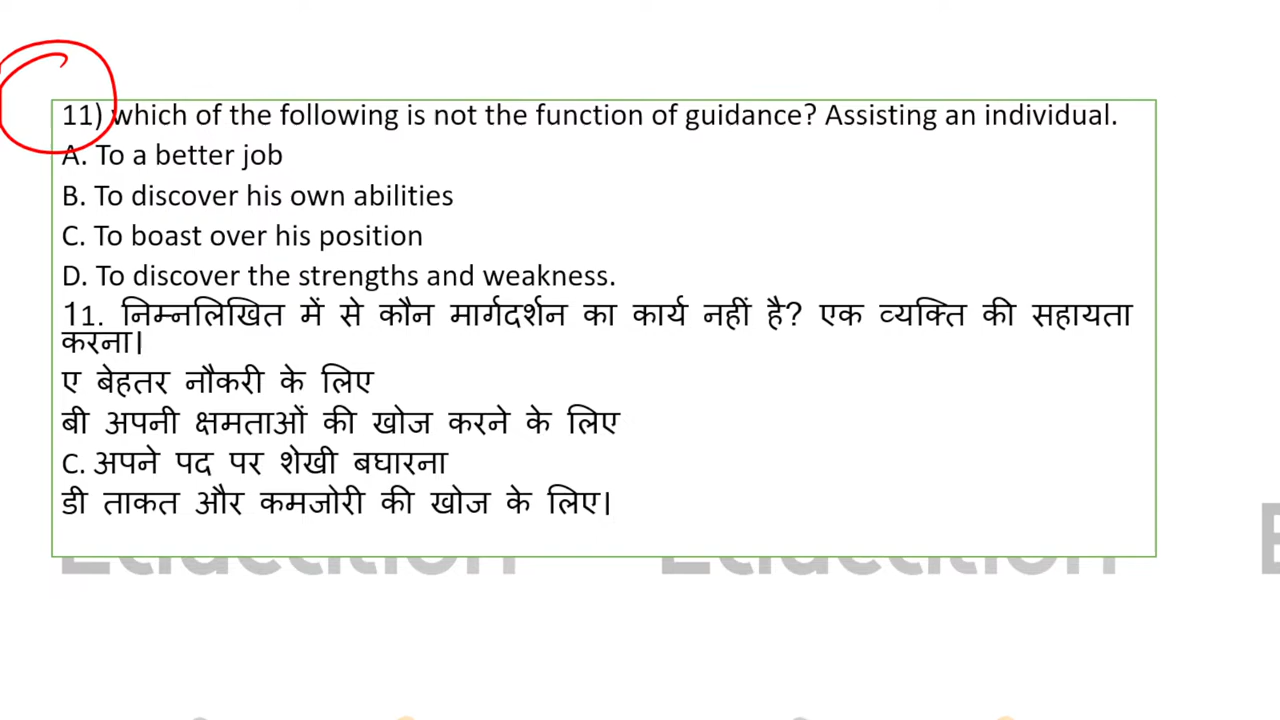 11) which of the following is not the function of guidance? Assisting an individual.
A. To a better job
B. To discover his own abilities
C. To boast over his position
D. To discover the strengths and weakness.
11. निम्नलिखित में से कौन मार्गदर्शन का कार्य नहीं है? एक व्यक्ति की सहायता
करना।
ए बेहतर नौकरी के लिए
बी अपनी क्षमताओं की खोज करने के लिए
C. अपने पद पर शेखी बघारना
डी ताकत और कमजोरी की खोज के लिए।